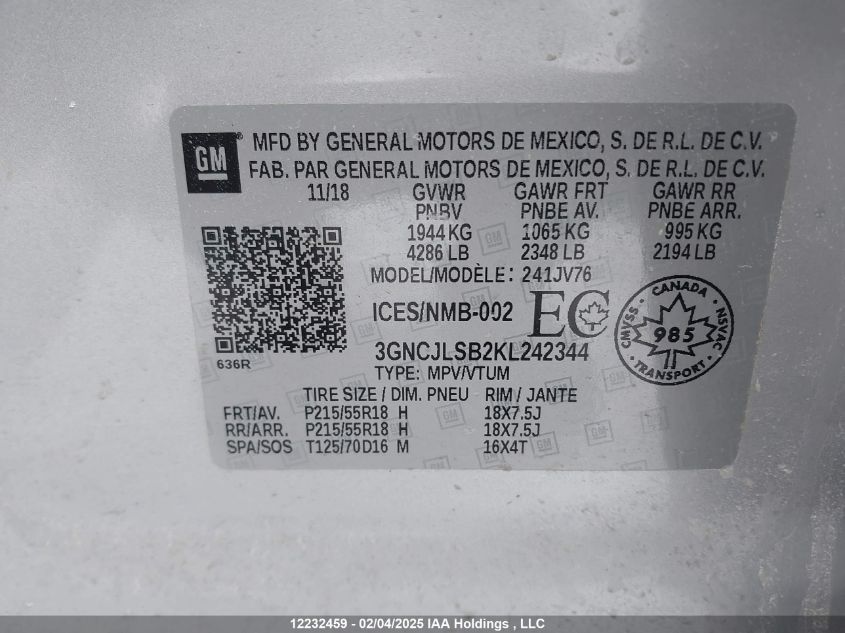 GM
MFD BY GENERAL MOTORS DE MEXICO, S. DE R.L. DE C.V.
FAB. PAR GENERAL MOTORS DE MEXICO, S. DE R.L. DE C.V.
11/18 GVWR GAWR FRT GAWR RR
PNBV PNBE AV. PNBE ARR.
1944 KG 1065 KG 995 KG
4286 LB 2348 LB 2194 LB
MODEL/MODÈLE: 241JV76
ICES/NMB-002 EC
CANADA CMVSS 985 NSVAC TRANSPORT
3GNCJLSB2KL242344
636R
TYPE: MPV/VTUM
TIRE SIZE / DIM. PNEU RIM / JANTE
FRT/AV. P215/55R18 H 18X7.5J
RR/ARR. P215/55R18 H 18X7.5J
SPA/SOS T125/70D16 M 16X4T
12232459 - 02/04/2025 IAA Holdings , LLC